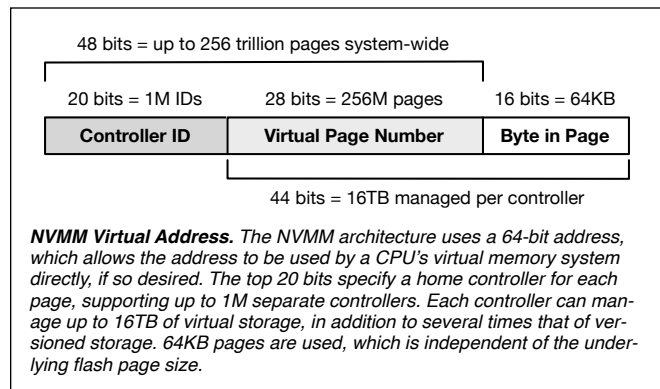 48 bits = up to 256 trillion pages system-wide
20 bits = 1M IDs 28 bits = 256M pages 16 bits = 64KB
Controller ID Virtual Page Number Byte in Page
44 bits = 16TB managed per controller
NVMM Virtual Address. The NVMM architecture uses a 64-bit address,
which allows the address to be used by a CPU’s virtual memory system
directly, if so desired. The top 20 bits specify a home controller for each
page, supporting up to 1M separate controllers. Each controller can man-
age up to 16TB of virtual storage, in addition to several times that of ver-
sioned storage. 64KB pages are used, which is independent of the under-
lying flash page size.